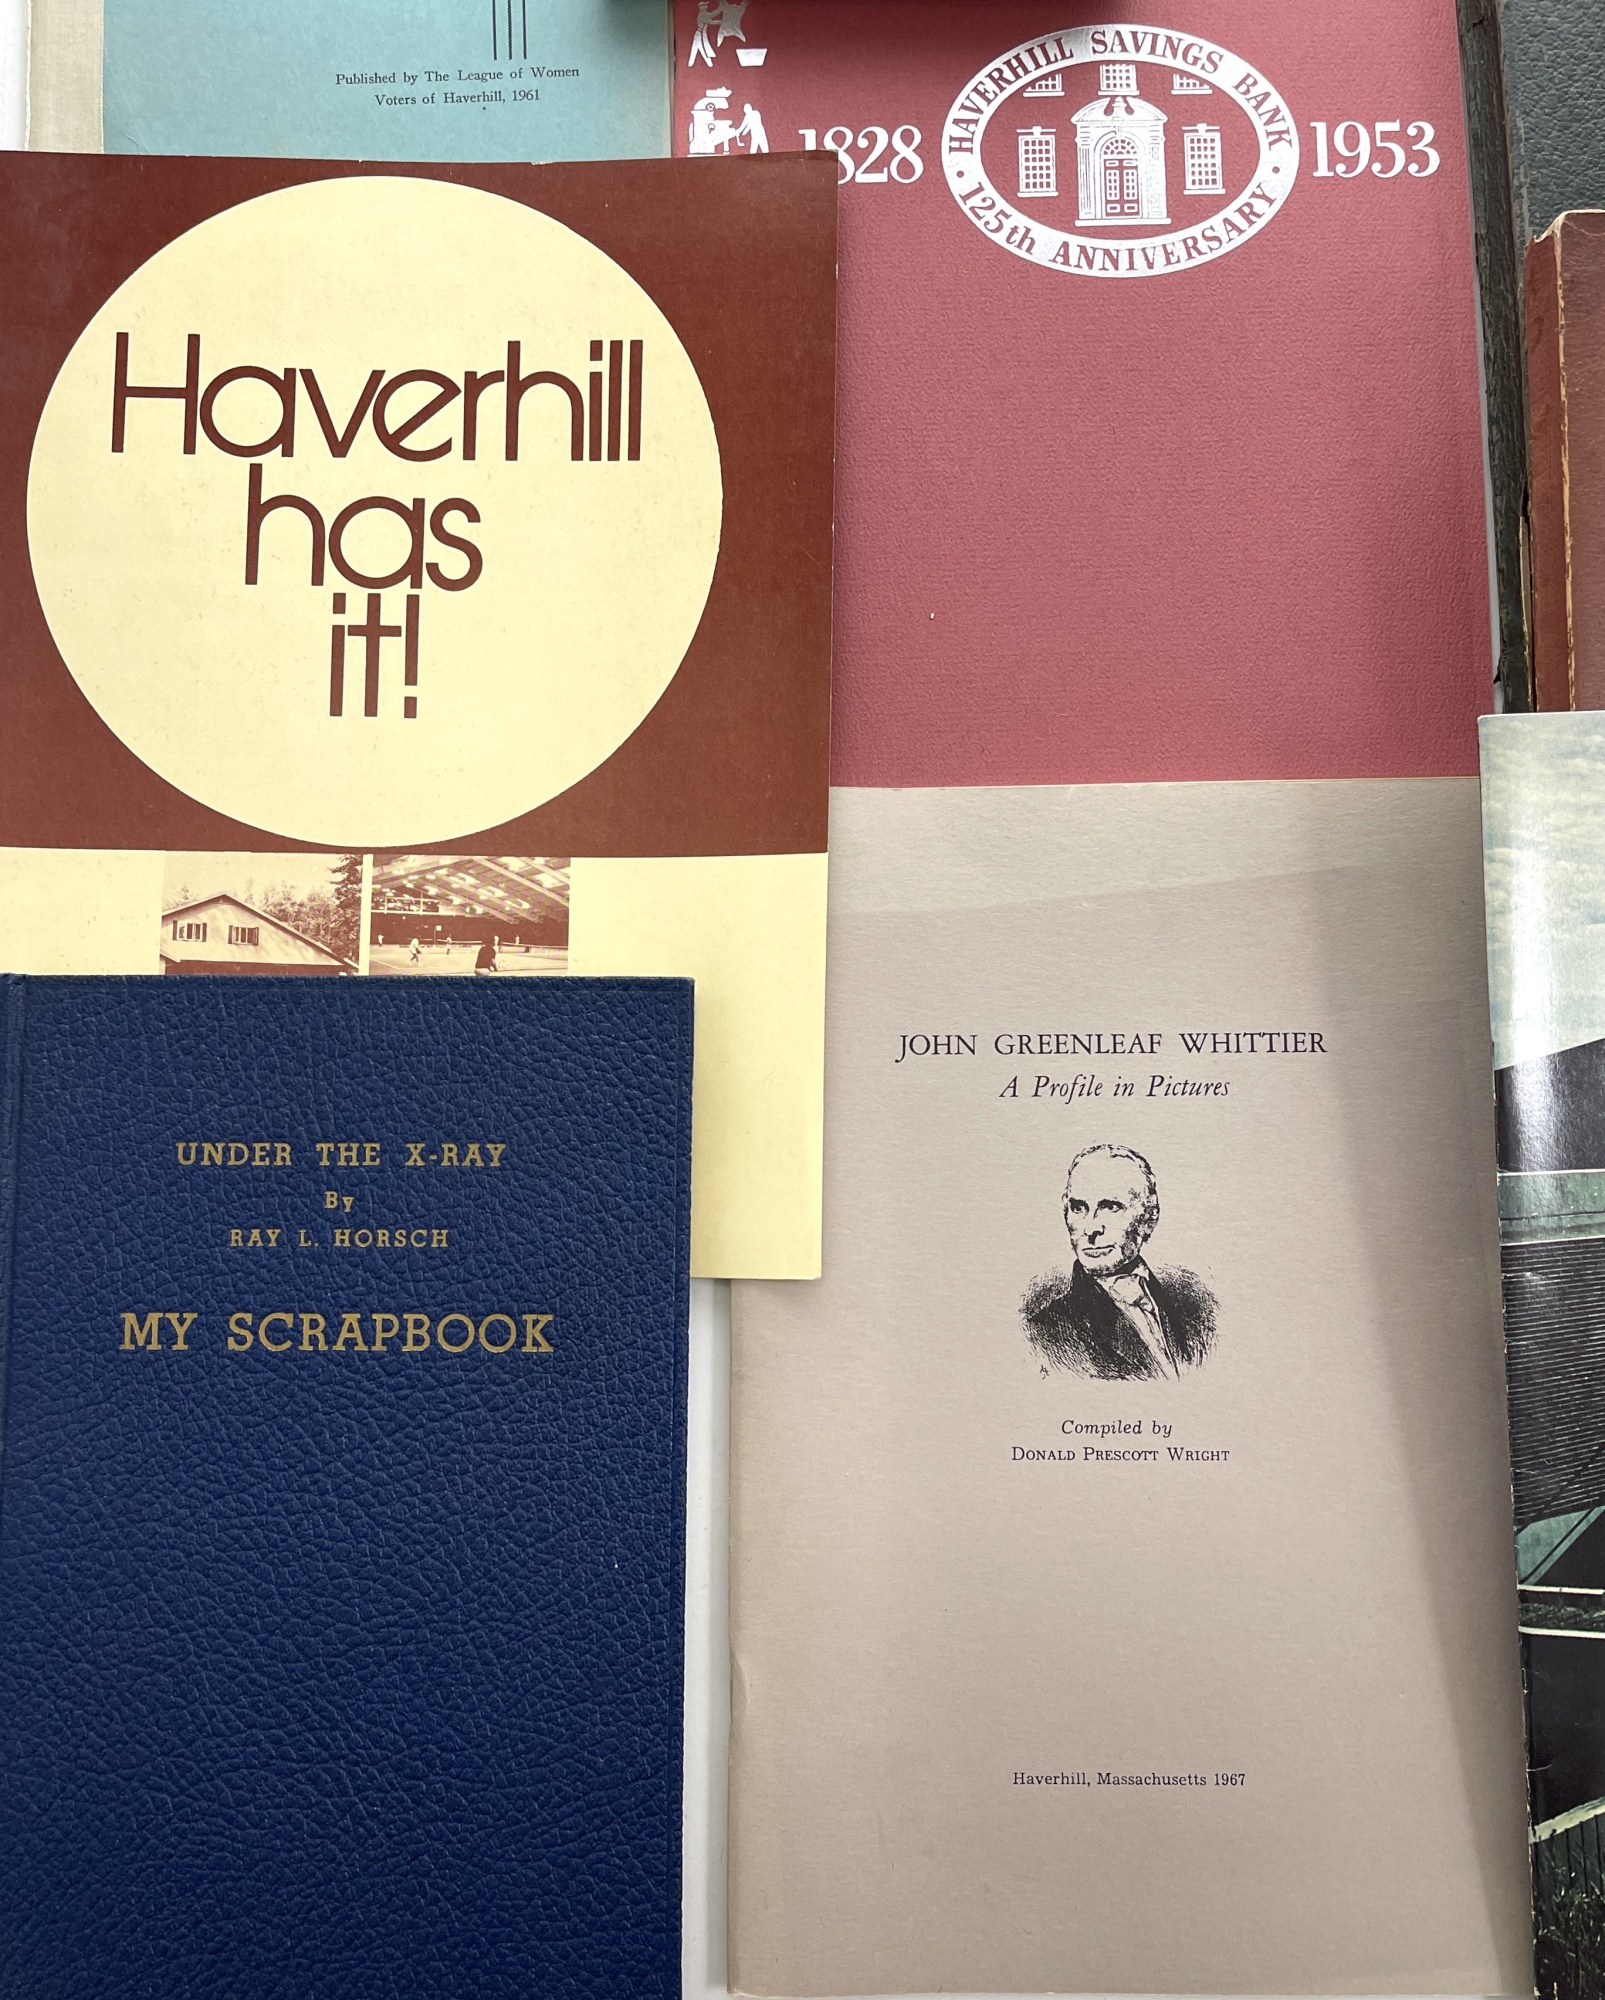 Published by The League of Women
Voters of Haverhill, 1961
1828
HAVERHILL SAVINGS BANK
125th ANNIVERSARY
1953
Haverhill
has
it!
UNDER THE X-RAY
By
RAY L. HORSCH
MY SCRAPBOOK
JOHN GREENLEAF WHITTIER
A Profile in Pictures
Compiled by
DONALD PRESCOTT WRIGHT
Haverhill, Massachusetts 1967